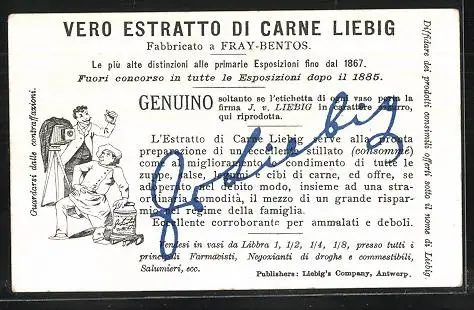 VERO ESTRATTO DI CARNE LIEBIG
Fabbricato a FRAY-BENTOS.
Le più alte distinzioni alle primarie Esposizioni fino dal 1867.
Fuori concorso in tutte le Esposizioni dopo il 1885.
GENUINO soltanto se l'etichetta di ogni vaso porta la
firma J. v. LIEBIG in carattere azzurro,
qui riprodotta.
L'Estratto di Carne Liebig serve alla pronta
preparazione di un eccellente stillato (consommé)
come al miglioramento e condimento di tutte le
zuppe, salse, legumi e cibi di carne, ed offre, se
debito modo, insieme ad una stra-
ordinaria comodità, il mezzo di un grande rispar-
mio nel regime della famiglia.
Eccellente corroborante per ammalati e deboli.
Vendesi in vasi da Libbra 1, 1/2, 1/4, 1/8, presso tutti i
principali Farmacisti, Negozianti di droghe e commestibili,
Salumieri, ecc.
Publishers: Liebig's Company, Antwerp.
Guardarsi dalle contraffazioni.
Diffidare dei prodotti consimili offerti sotto il nome di Liebig.
JvLiebig